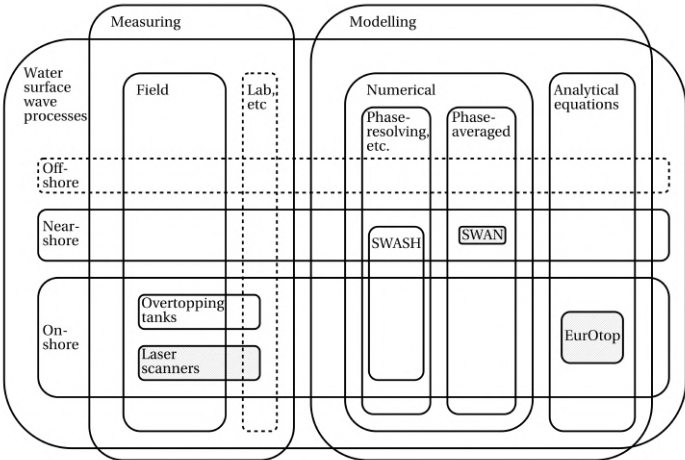 Measuring
Modelling
Water
surface
wave
processes
Field
Lab,
etc
Numerical
Analytical
equations
Phase-
resolving,
etc.
Phase-
averaged
Off-
shore
Near-
shore
SWASH
SWAN
On-
shore
Overtopping
tanks
Laser
scanners
EurOtop